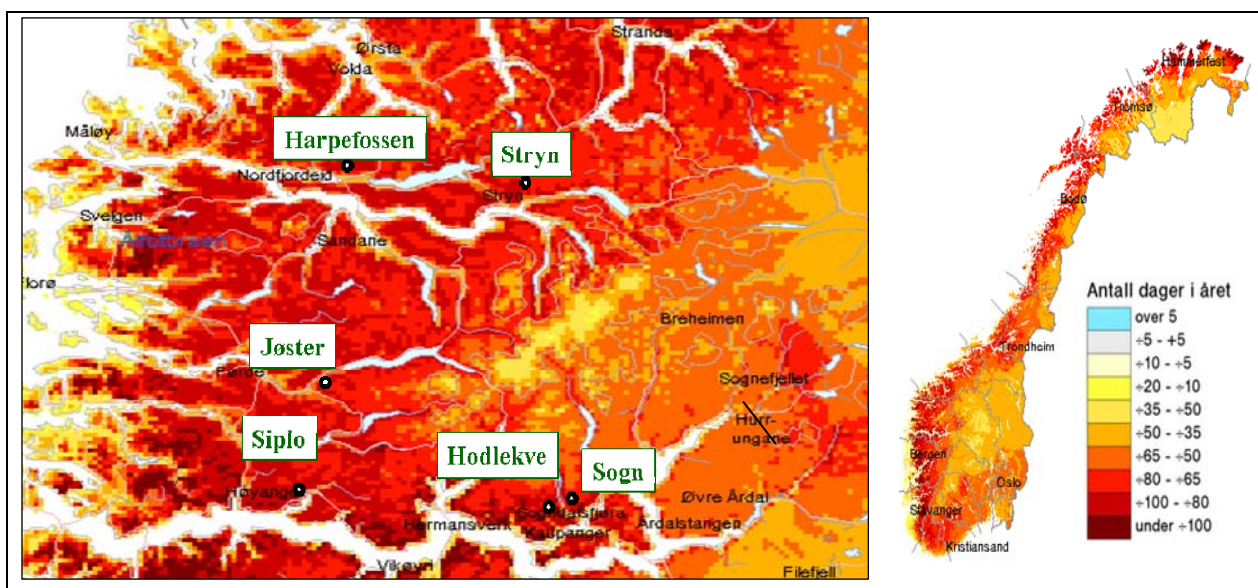 Ørsta
Volda
Stranda
Måløy
Harpefossen
Stryn
Nordfjordeid
Stryn
Svelgen
Ålfotbreen
Sandane
Florø
Breheimen
Jøster
Førde
Sognefjellet
Hurr-
ungane
Siplo
Hodlekve
Sogn
Høyanger
Øvre Årdal
Sogndalsfjøra
Hermansverk
Kaupanger
Årdalstangen
Vikøyri
Filefjell
Hammerfest
Tromsø
Bodø
Trondheim
Bergen
Oslo
Stavanger
Kristiansand
Antall dager i året
over 5
÷5 - +5
÷10 - ÷5
÷20 - ÷10
÷35 - ÷50
÷50 - ÷35
÷65 - ÷50
÷80 - ÷65
÷100 - ÷80
under ÷100